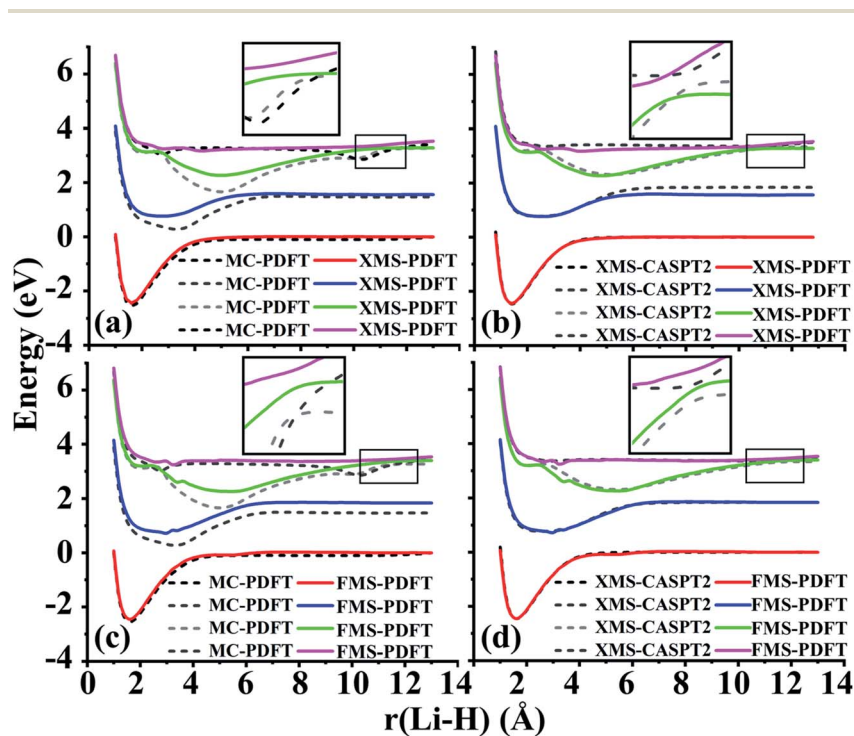 Energy (eV)
6
4
2
0
−2
−4
(a)
MC-PDFT XMS-PDFT
MC-PDFT XMS-PDFT
MC-PDFT XMS-PDFT
MC-PDFT XMS-PDFT
(b)
XMS-CASPT2 XMS-PDFT
XMS-CASPT2 XMS-PDFT
XMS-CASPT2 XMS-PDFT
XMS-CASPT2 XMS-PDFT
6
4
2
0
−2
−4
(c)
MC-PDFT FMS-PDFT
MC-PDFT FMS-PDFT
MC-PDFT FMS-PDFT
MC-PDFT FMS-PDFT
(d)
XMS-CASPT2 FMS-PDFT
XMS-CASPT2 FMS-PDFT
XMS-CASPT2 FMS-PDFT
XMS-CASPT2 FMS-PDFT
0 2 4 6 8 10 12 14
2 4 6 8 10 12 14
r(Li-H) (Å)